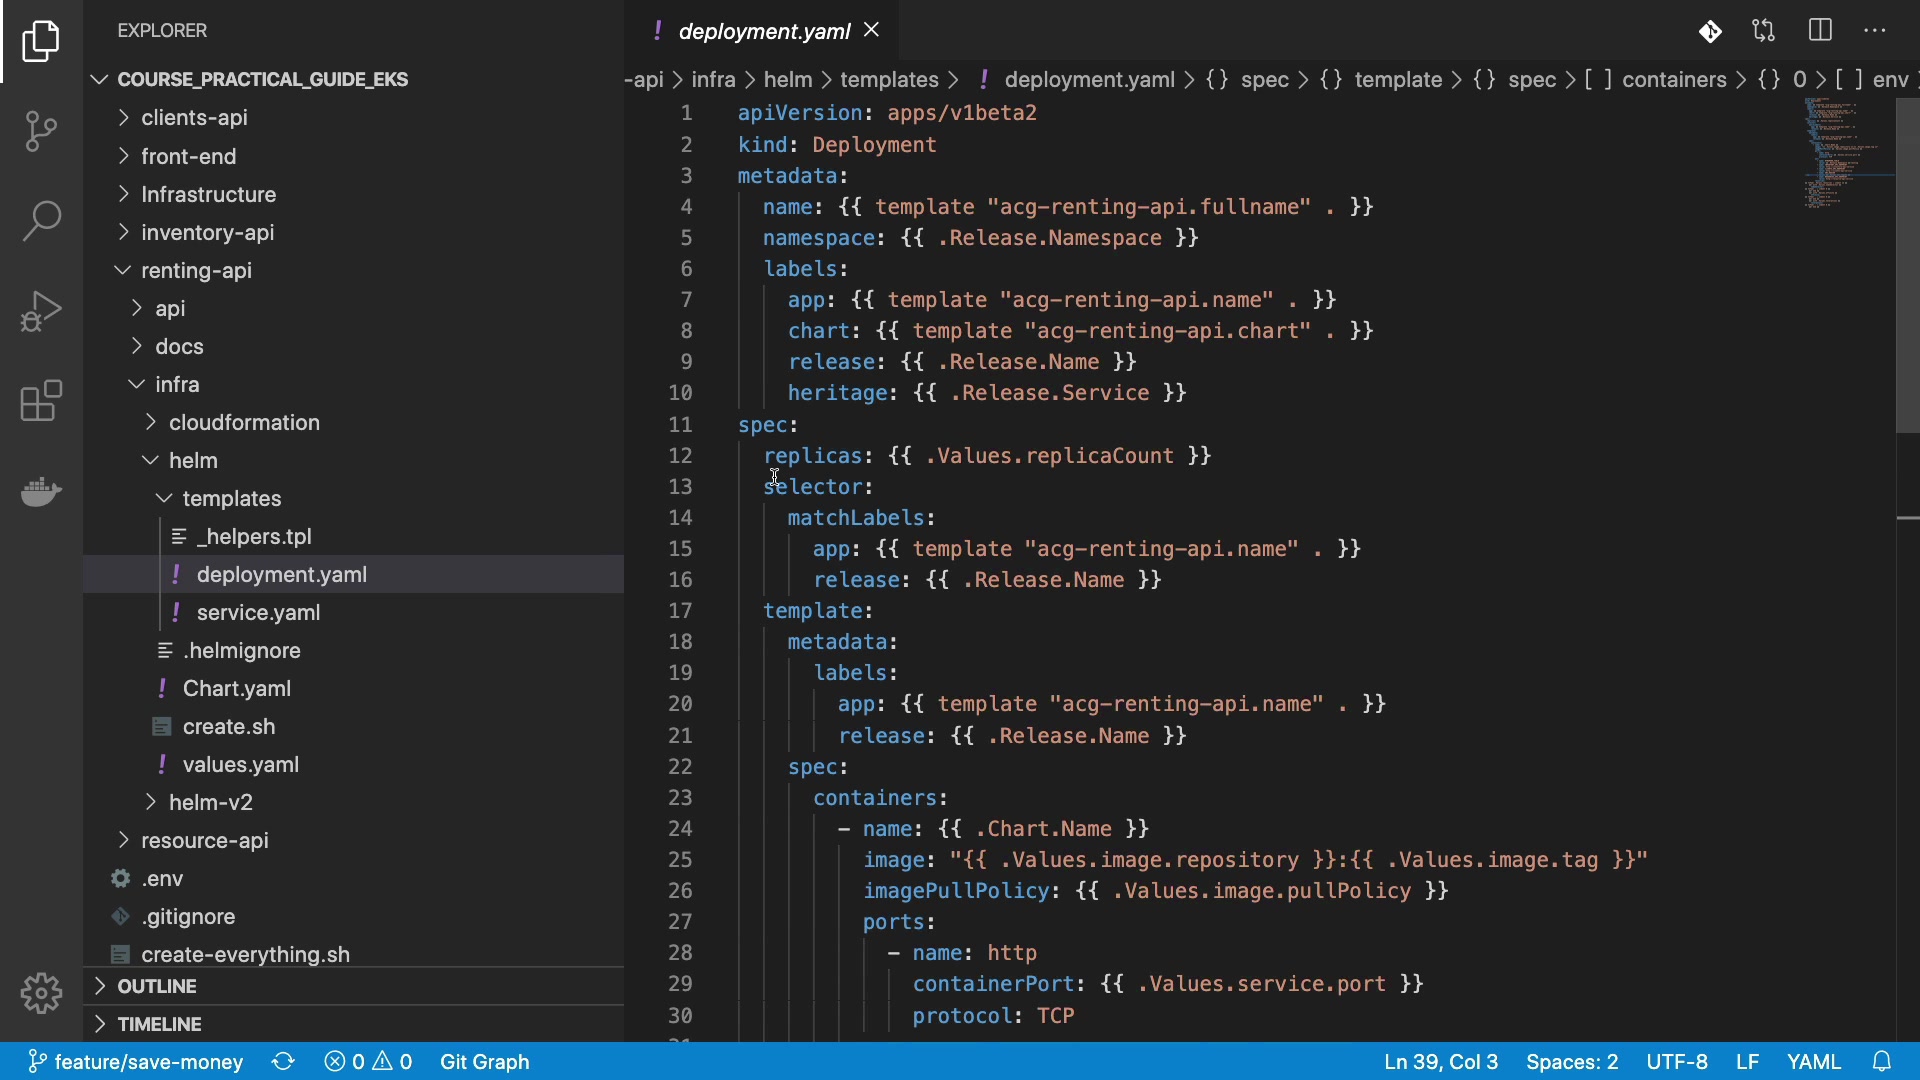 EXPLORER
COURSE_PRACTICAL_GUIDE_EKS
clients-api
front-end
Infrastructure
inventory-api
renting-api
api
docs
infra
cloudformation
helm
templates
_helpers.tpl
! deployment.yaml
! service.yaml
.helmignore
! Chart.yaml
create.sh
! values.yaml
helm-v2
resource-api
.env
.gitignore
create-everything.sh
OUTLINE
TIMELINE
! deployment.yaml
-api > infra > helm > templates > ! deployment.yaml > {} spec > {} template > {} spec > [ ] containers > {} 0 > [ ] env
1 apiVersion: apps/v1beta2
2 kind: Deployment
3 metadata:
4 name: {{ template "acg-renting-api.fullname" . }}
5 namespace: {{ .Release.Namespace }}
6 labels:
7 app: {{ template "acg-renting-api.name" . }}
8 chart: {{ template "acg-renting-api.chart" . }}
9 release: {{ .Release.Name }}
10 heritage: {{ .Release.Service }}
11 spec:
12 replicas: {{ .Values.replicaCount }}
13 selector:
14 matchLabels:
15 app: {{ template "acg-renting-api.name" . }}
16 release: {{ .Release.Name }}
17 template:
18 metadata:
19 labels:
20 app: {{ template "acg-renting-api.name" . }}
21 release: {{ .Release.Name }}
22 spec:
23 containers:
24 - name: {{ .Chart.Name }}
25 image: "{{ .Values.image.repository }}:{{ .Values.image.tag }}"
26 imagePullPolicy: {{ .Values.image.pullPolicy }}
27 ports:
28 - name: http
29 containerPort: {{ .Values.service.port }}
30 protocol: TCP
feature/save-money 0 0 Git Graph Ln 39, Col 3 Spaces: 2 UTF-8 LF YAML